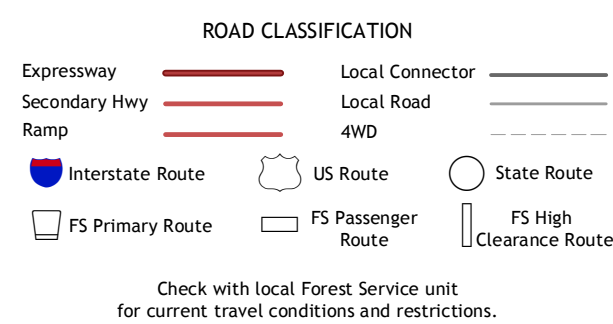 ROAD CLASSIFICATION
Expressway
Local Connector
Secondary Hwy
Local Road
Ramp
4WD
Interstate Route
US Route
State Route
FS Primary Route
FS Passenger
Route
FS High
Clearance Route
Check with local Forest Service unit
for current travel conditions and restrictions.